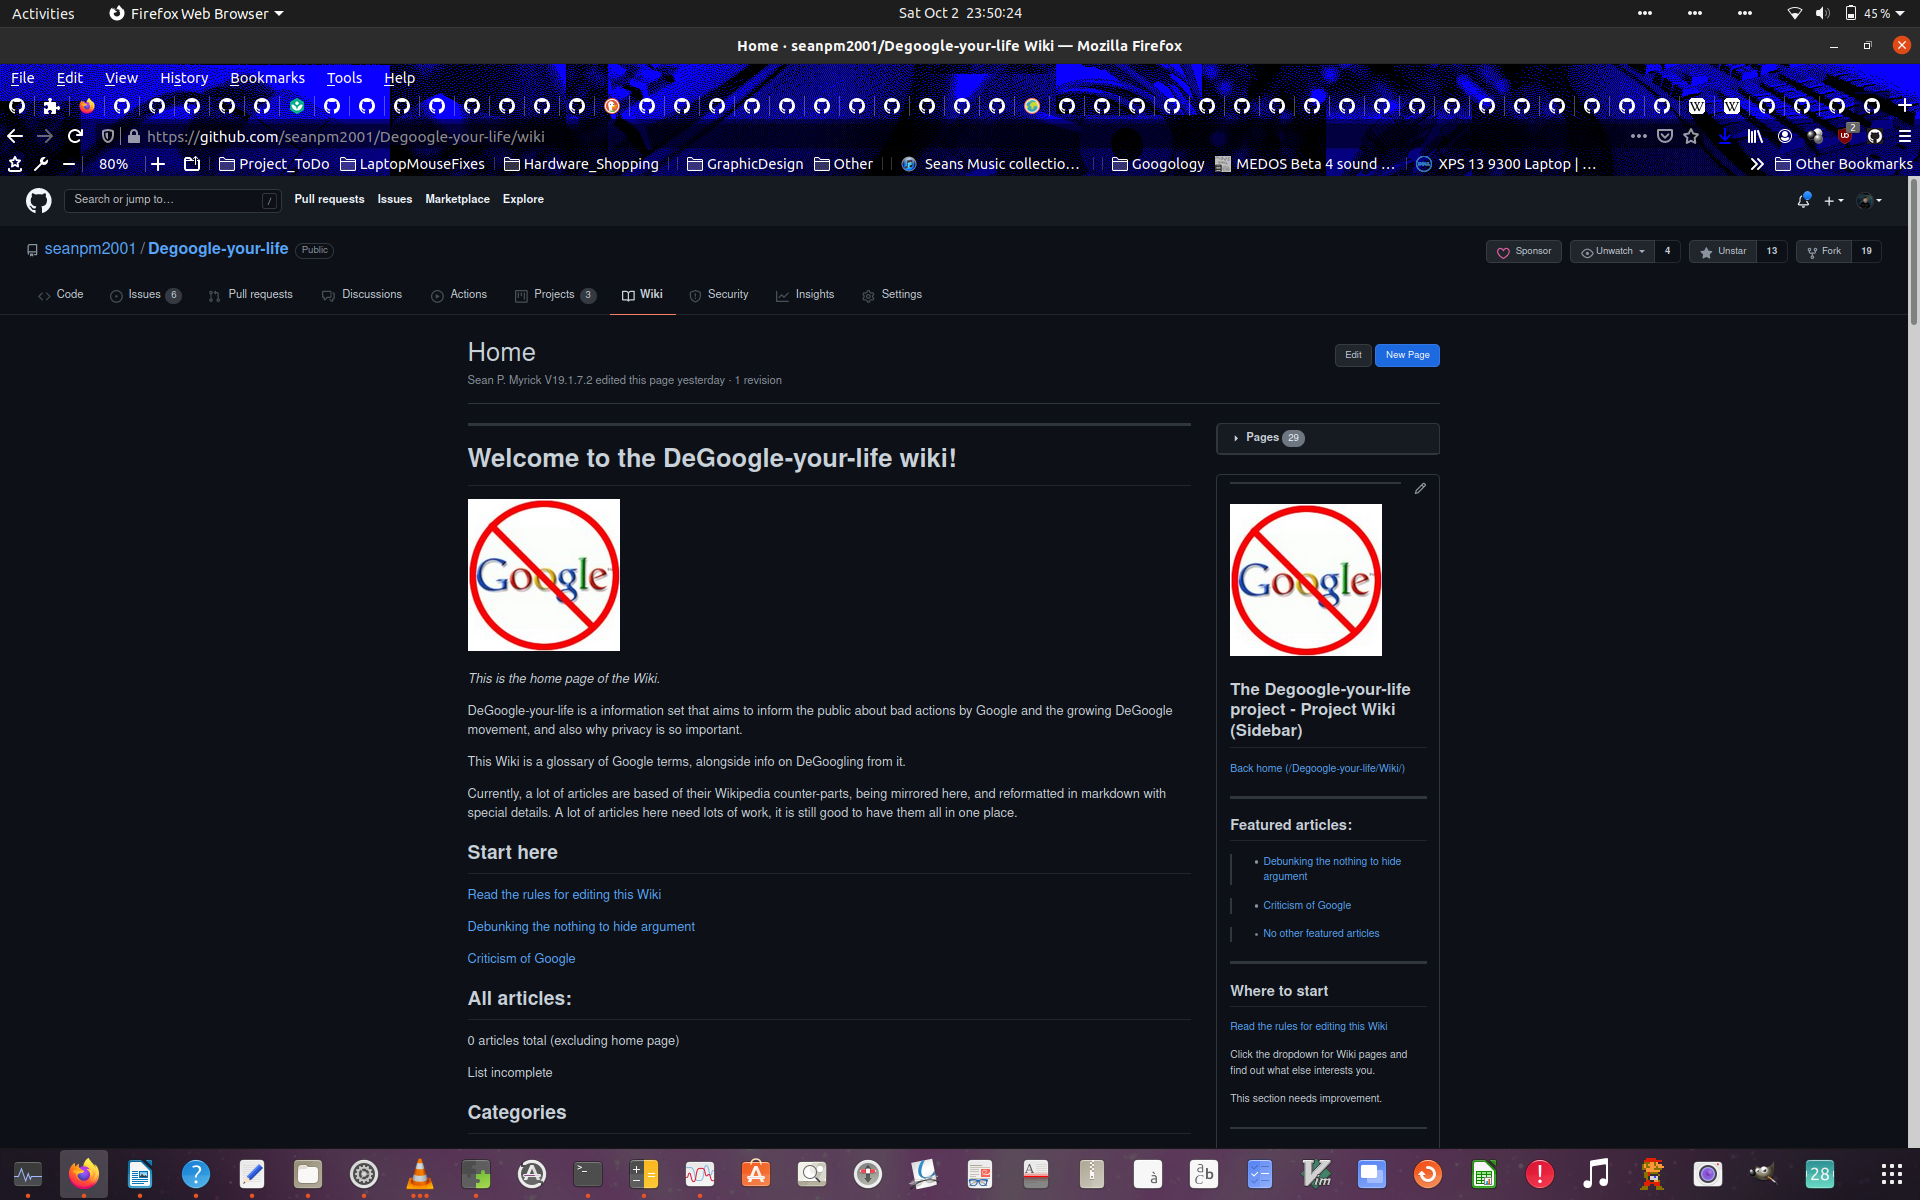 Activities
Firefox Web Browser
Sat Oct 2 23:50:24
45 %
Home · seanpm2001/Degoogle-your-life Wiki — Mozilla Firefox
File Edit View History Bookmarks Tools Help
https://github.com/seanpm2001/Degoogle-your-life/wiki
2
80%
Project_ToDo
LaptopMouseFixes
Hardware_Shopping
GraphicDesign
Other
Seans Music collectio…
Googology
MEDOS Beta 4 sound …
XPS 13 9300 Laptop | …
Other Bookmarks
Search or jump to…
/
Pull requests
Issues
Marketplace
Explore
seanpm2001 / Degoogle-your-life
Public
Sponsor
Unwatch
4
Unstar
13
Fork
19
Code
Issues 6
Pull requests
Discussions
Actions
Projects 3
Wiki
Security
Insights
Settings
Home
Edit
New Page
Sean P. Myrick V19.1.7.2 edited this page yesterday · 1 revision
Welcome to the DeGoogle-your-life wiki!
Google
This is the home page of the Wiki.
DeGoogle-your-life is a information set that aims to inform the public about bad actions by Google and the growing DeGoogle
movement, and also why privacy is so important.
This Wiki is a glossary of Google terms, alongside info on DeGoogling from it.
Currently, a lot of articles are based of their Wikipedia counter-parts, being mirrored here, and reformatted in markdown with
special details. A lot of articles here need lots of work, it is still good to have them all in one place.
Start here
Read the rules for editing this Wiki
Debunking the nothing to hide argument
Criticism of Google
All articles:
0 articles total (excluding home page)
List incomplete
Categories
Pages 29
Google
The Degoogle-your-life
project - Project Wiki
(Sidebar)
Back home (/Degoogle-your-life/Wiki/)
Featured articles:
Debunking the nothing to hide
argument
Criticism of Google
No other featured articles
Where to start
Read the rules for editing this Wiki
Click the dropdown for Wiki pages and
find out what else interests you.
This section needs improvement.
28